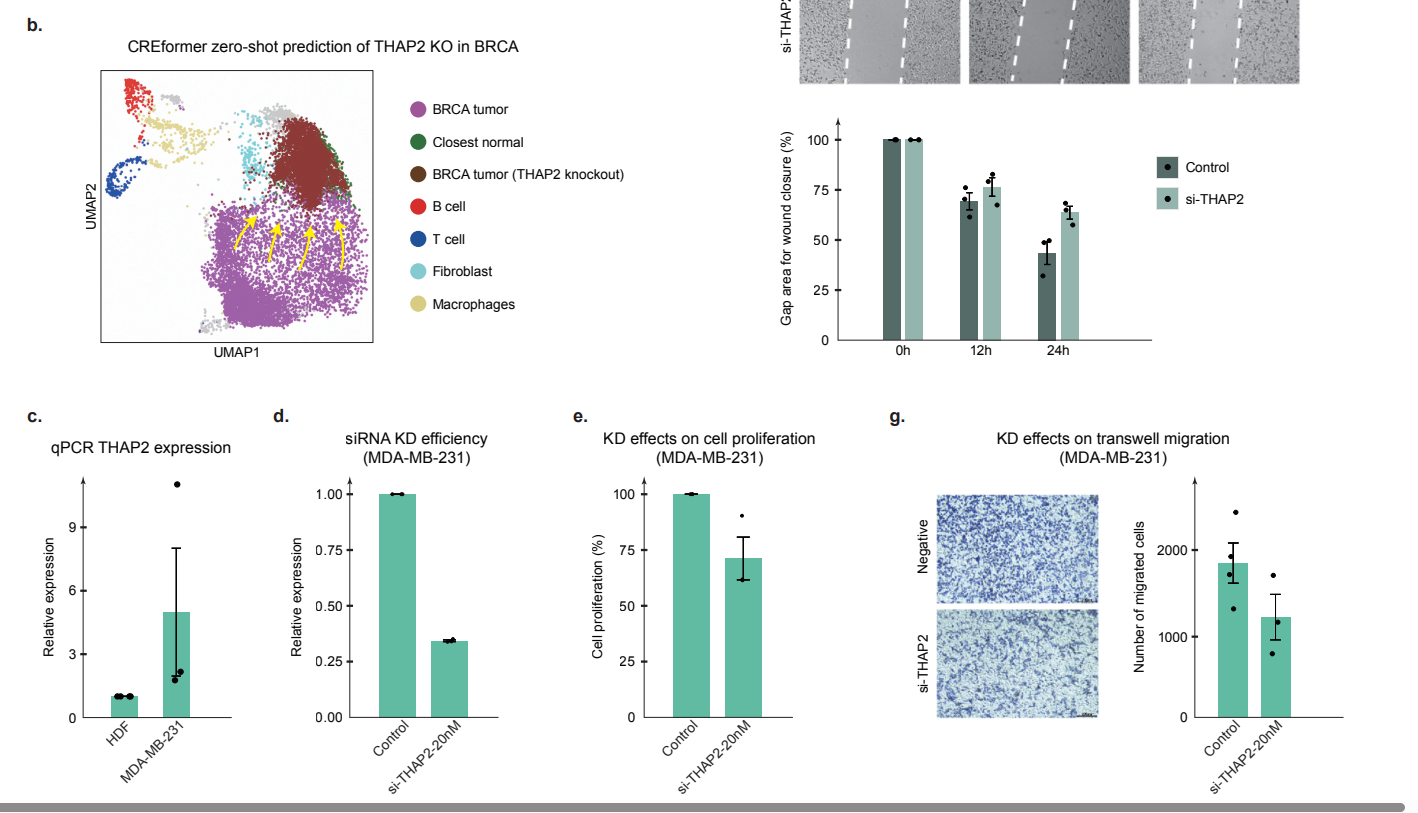 b.
CREformer zero-shot prediction of THAP2 KO in BRCA
UMAP2
UMAP1
BRCA tumor
Closest normal
BRCA tumor (THAP2 knockout)
B cell
T cell
Fibroblast
Macrophages
si-THAP2
Gap area for wound closure (%)
100
75
50
25
0
0h
12h
24h
Control
si-THAP2
c.
qPCR THAP2 expression
Relative expression
9
6
3
0
HDF
MDA-MB-231
d.
siRNA KD efficiency
(MDA-MB-231)
Relative expression
1.00
0.75
0.50
0.25
0.00
Control
si-THAP2-20nM
e.
KD effects on cell proliferation
(MDA-MB-231)
Cell proliferation (%)
100
75
50
25
0
Control
si-THAP2-20nM
g.
KD effects on transwell migration
(MDA-MB-231)
Negative
si-THAP2
Number of migrated cells
2000
1000
0
Control
si-THAP2-20nM